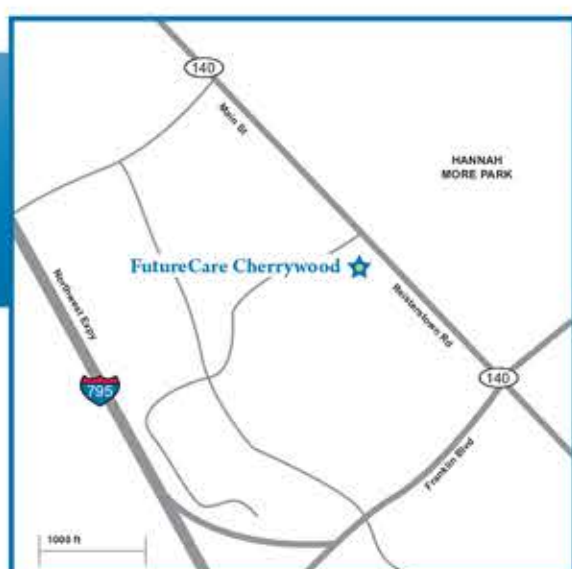 140
Main St
HANNAH
MORE PARK
FutureCare Cherrywood
Northwest Expy
Reisterstown Rd
795
140
Franklin Blvd
1000 ft